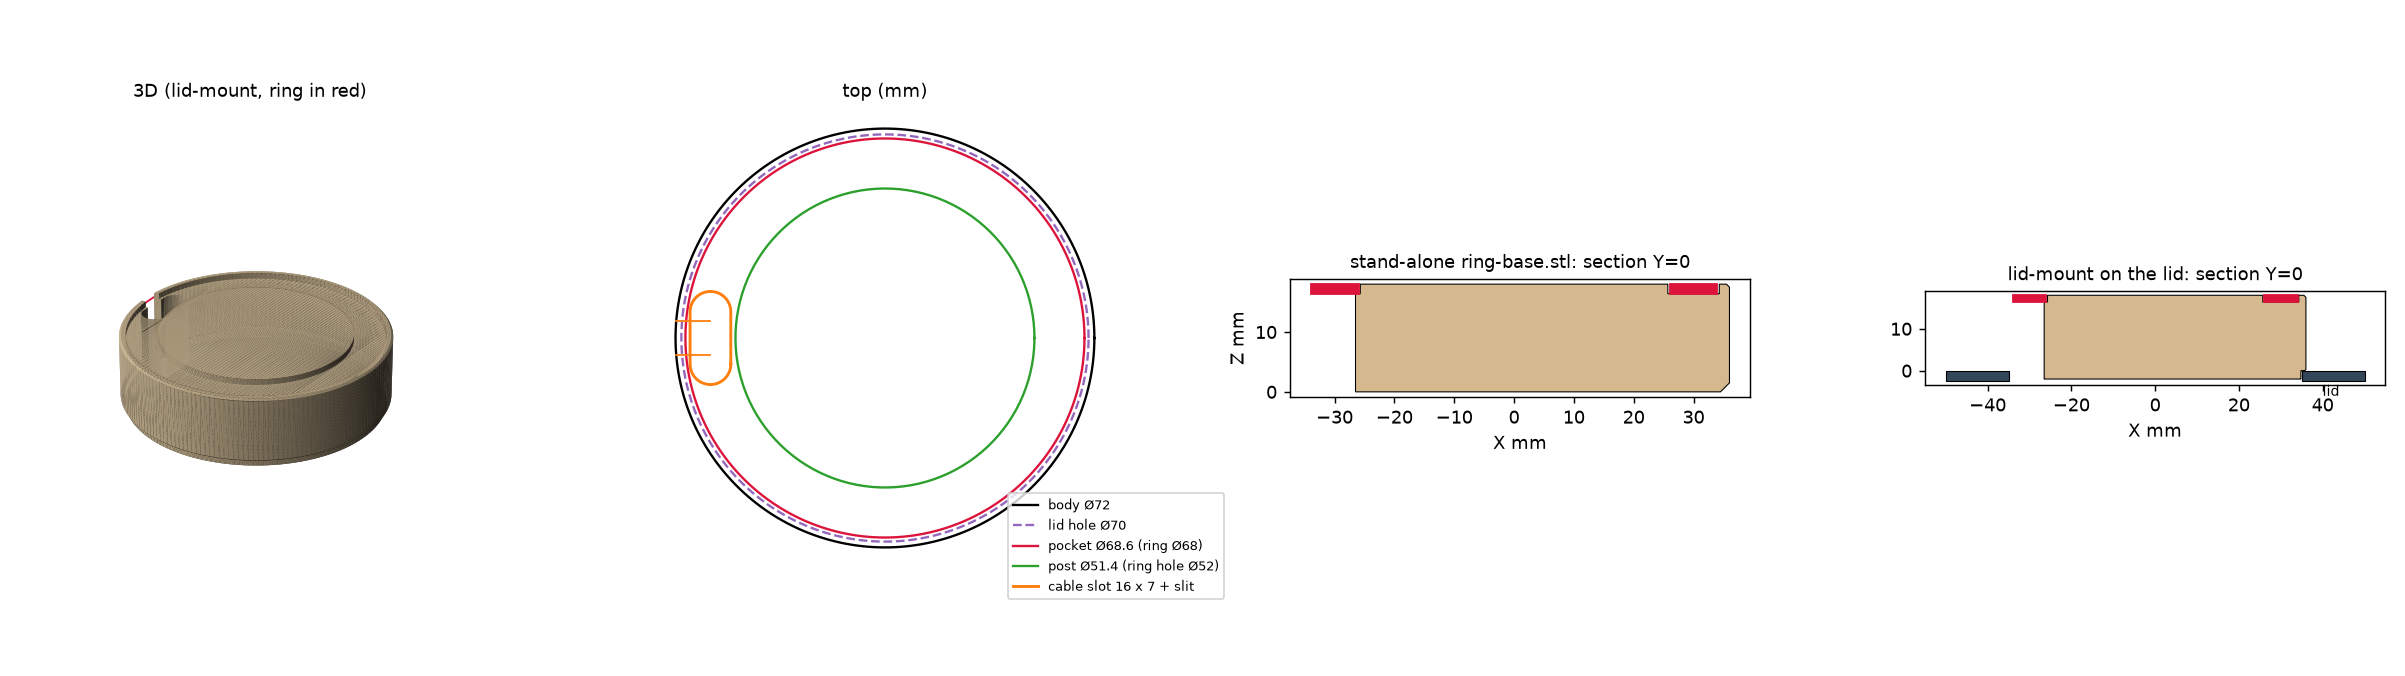 3D (lid-mount, ring in red)
top (mm)
body Ø72
lid hole Ø70
pocket Ø68.6 (ring Ø68)
post Ø51.4 (ring hole Ø52)
cable slot 16 x 7 + slit
stand-alone ring-base.stl: section Y=0
Z mm
10
0
−30 −20 −10 0 10 20 30
X mm
lid-mount on the lid: section Y=0
10
0
lid
−40 −20 0 20 40
X mm